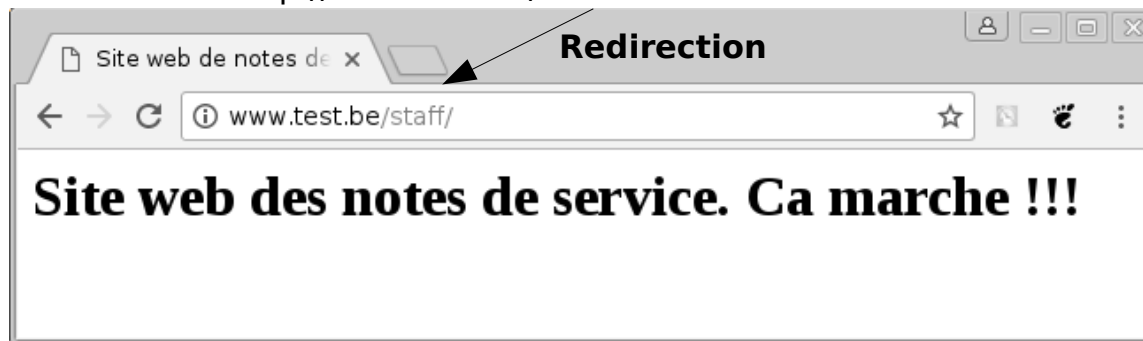 Redirection
Site web de notes de
www.test.be/staff/
Site web des notes de service. Ca marche !!!